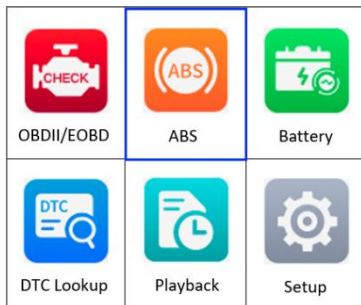 CHECK
ABS
OBDII/EOBD
ABS
Battery
DTC
DTC Lookup
Playback
Setup